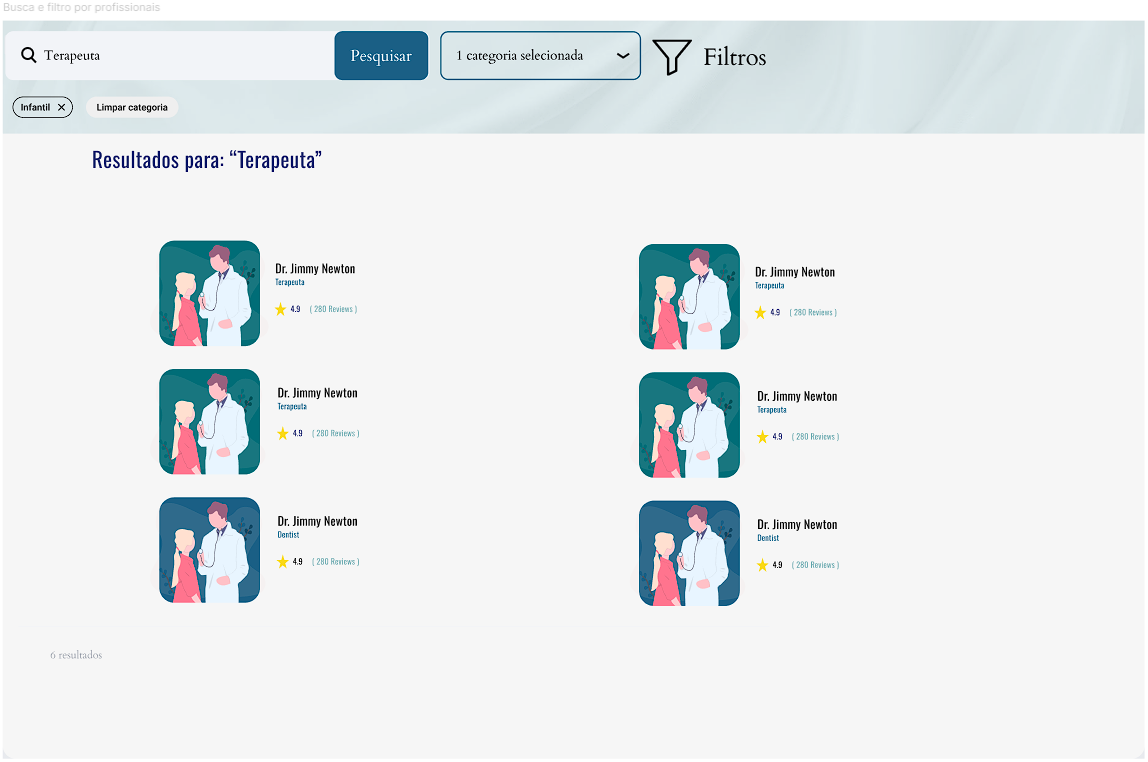 Busca e filtro por profissionais
Terapeuta
Pesquisar
1 categoria selecionada
Filtros
Infantil
Limpar categoria
Resultados para: “Terapeuta”
Dr. Jimmy Newton
Terapeuta
4.9 ( 280 Reviews )
Dr. Jimmy Newton
Terapeuta
4.9 ( 280 Reviews )
Dr. Jimmy Newton
Terapeuta
4.9 ( 280 Reviews )
Dr. Jimmy Newton
Terapeuta
4.9 ( 280 Reviews )
Dr. Jimmy Newton
Dentist
4.9 ( 280 Reviews )
Dr. Jimmy Newton
Dentist
4.9 ( 280 Reviews )
6 resultados